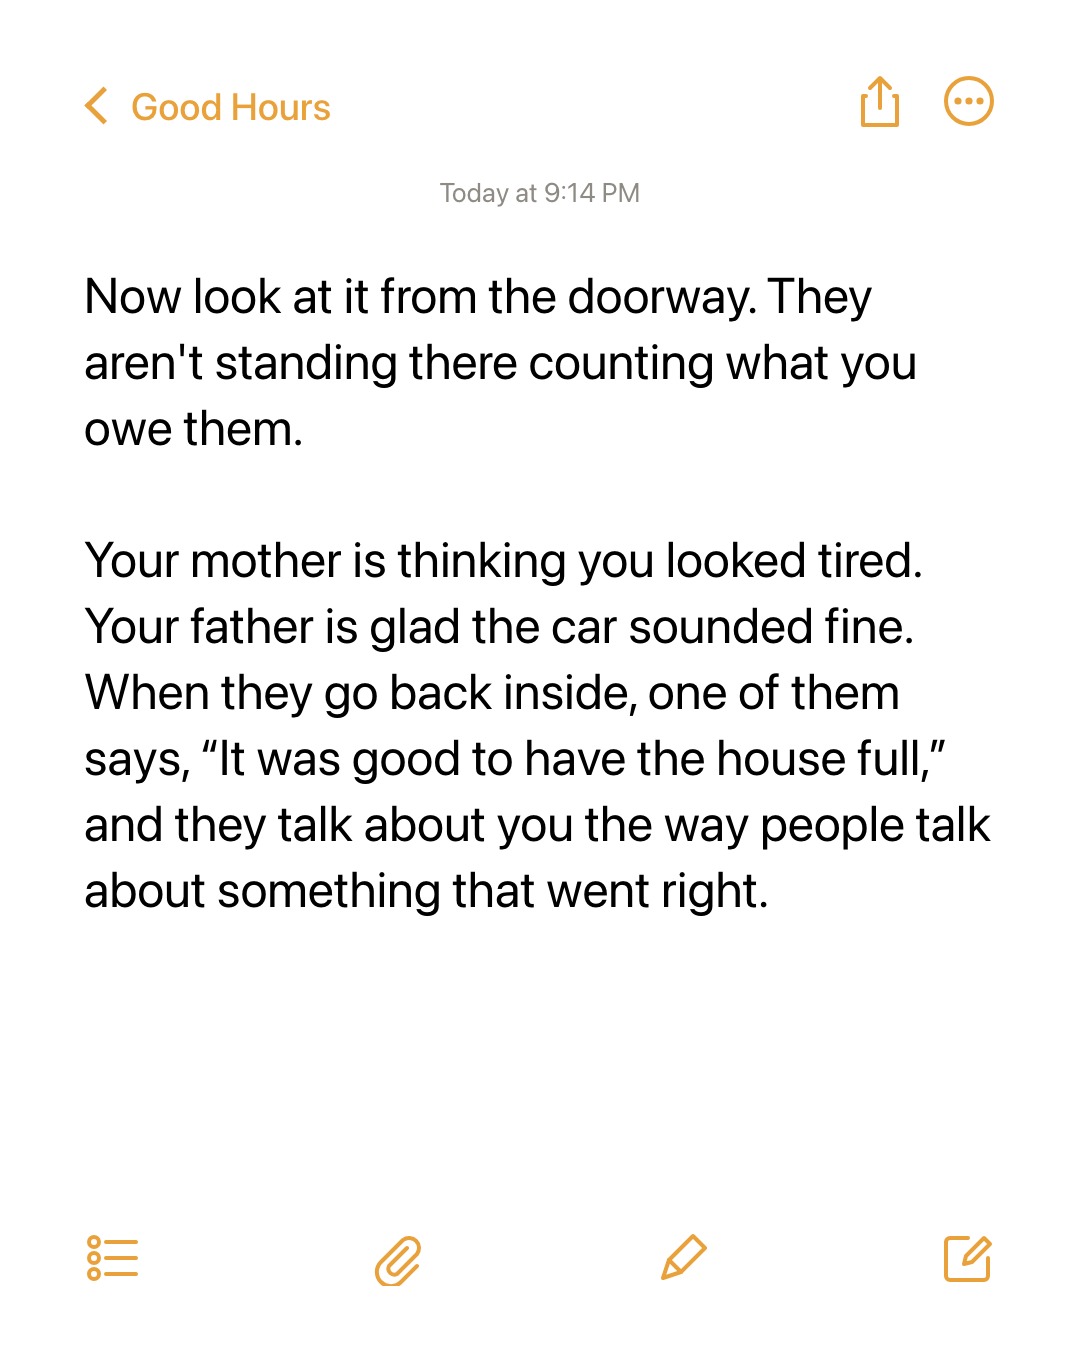 Good Hours
Today at 9:14 PM
Now look at it from the doorway. They
aren't standing there counting what you
owe them.
Your mother is thinking you looked tired.
Your father is glad the car sounded fine.
When they go back inside, one of them
says, “It was good to have the house full,”
and they talk about you the way people talk
about something that went right.